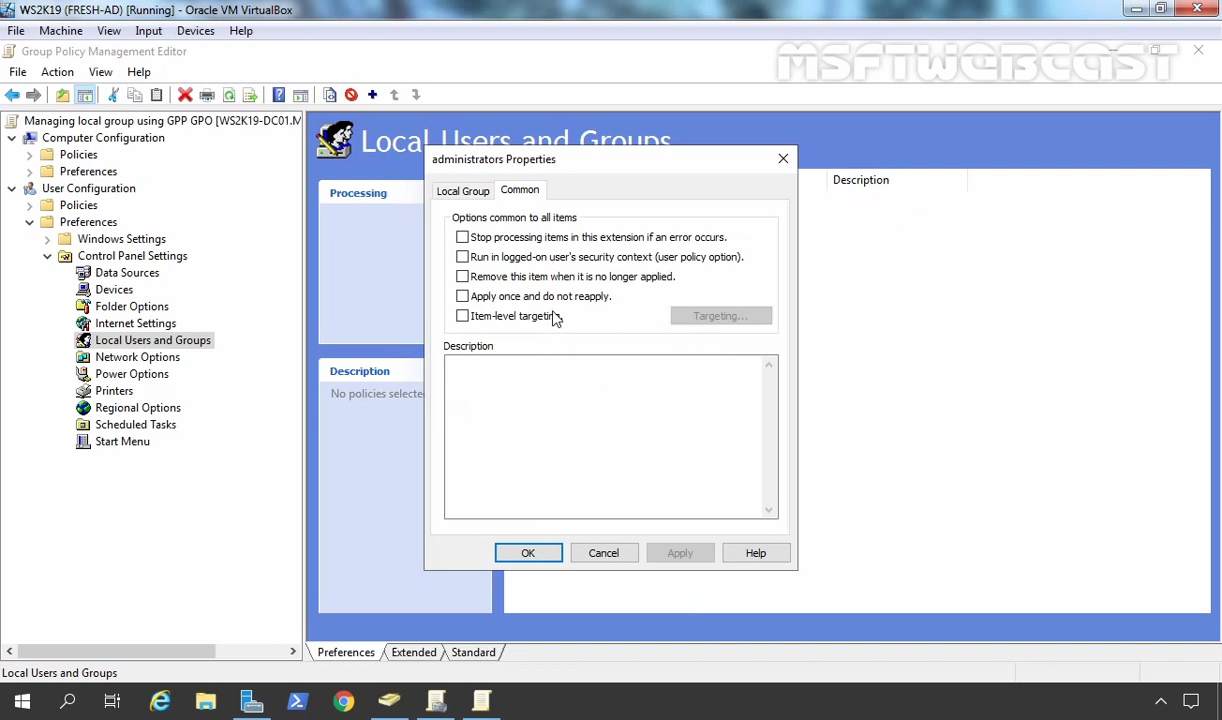 WS2K19 (FRESH-AD) [Running] - Oracle VM VirtualBox
File Machine View Input Devices Help
Group Policy Management Editor
MSFTWEBCAST
File Action View Help
Managing local group using GPP GPO [WS2K19-DC01.M
Computer Configuration
Policies
Preferences
User Configuration
Policies
Preferences
Windows Settings
Control Panel Settings
Data Sources
Devices
Folder Options
Internet Settings
Local Users and Groups
Network Options
Power Options
Printers
Regional Options
Scheduled Tasks
Start Menu
Local Users and Groups
Processing
Description
No policies selected
Description
administrators Properties
Local Group Common
Options common to all items
Stop processing items in this extension if an error occurs.
Run in logged-on user's security context (user policy option).
Remove this item when it is no longer applied.
Apply once and do not reapply.
Item-level targeting. Targeting...
Description
OK Cancel Apply Help
Preferences Extended Standard
Local Users and Groups